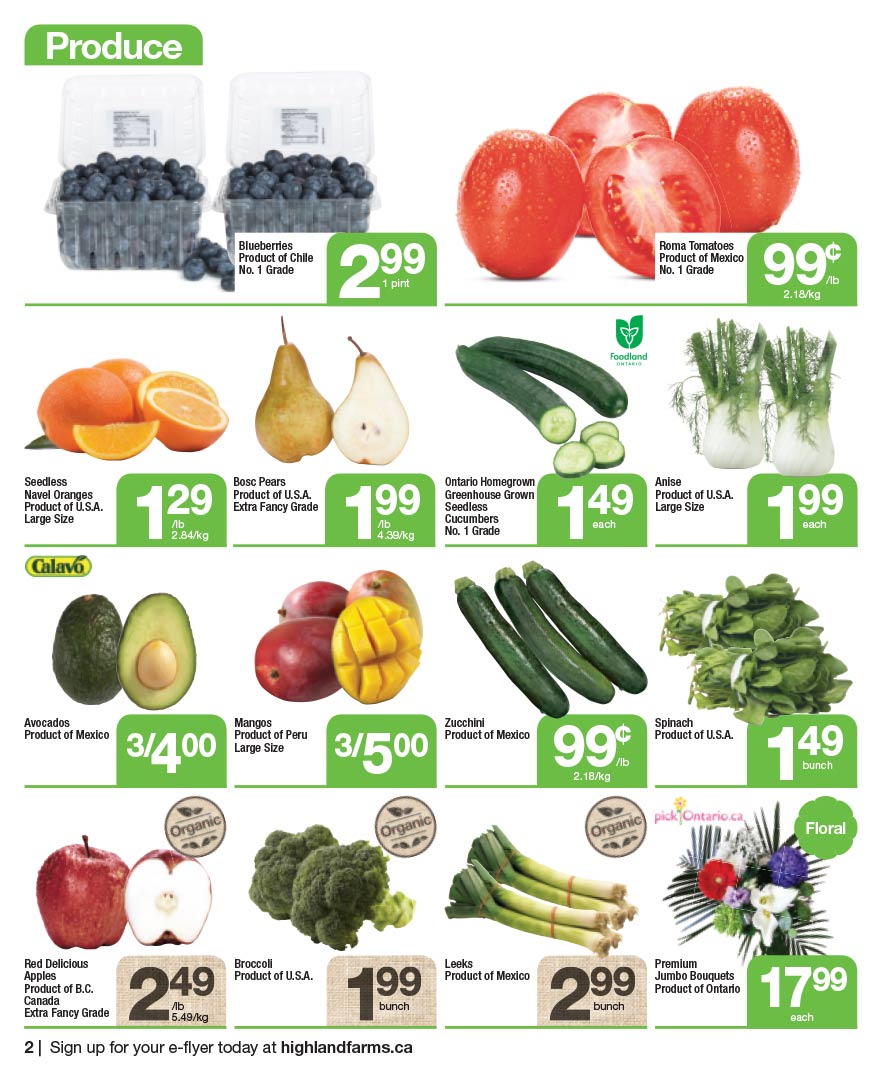 Produce
Blueberries
Product of Chile
No. 1 Grade
2.99
1 pint
Roma Tomatoes
Product of Mexico
No. 1 Grade
99¢
/lb
2.18/kg
Seedless
Navel Oranges
Product of U.S.A.
Large Size
1.29
/lb
2.84/kg
Bosc Pears
Product of U.S.A.
Extra Fancy Grade
1.99
/lb
4.39/kg
Foodland
ONTARIO
Ontario Homegrown
Greenhouse Grown
Seedless
Cucumbers
No. 1 Grade
1.49
each
Anise
Product of U.S.A.
Large Size
1.99
each
Calavo
Avocados
Product of Mexico
3/4.00
Mangos
Product of Peru
Large Size
3/5.00
Zucchini
Product of Mexico
99¢
/lb
2.18/kg
Spinach
Product of U.S.A.
1.49
bunch
Organic
Red Delicious
Apples
Product of B.C.
Canada
Extra Fancy Grade
2.49
/lb
5.49/kg
Organic
Broccoli
Product of U.S.A.
1.99
bunch
Organic
Leeks
Product of Mexico
2.99
bunch
pickOntario.ca
Floral
Premium
Jumbo Bouquets
Product of Ontario
17.99
each
2 | Sign up for your e-flyer today at highlandfarms.ca